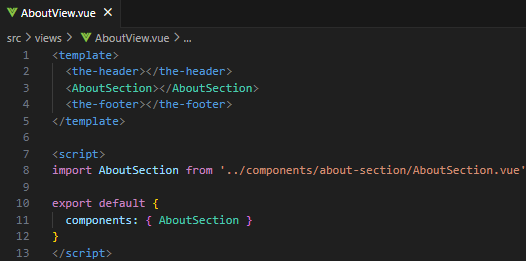 AboutView.vue ×
src > views > AboutView.vue > ...
1 <template>
2   <the-header></the-header>
3   <AboutSection></AboutSection>
4   <the-footer></the-footer>
5 </template>
6
7 <script>
8 import AboutSection from '../components/about-section/AboutSection.vue'
9
10 export default {
11   components: { AboutSection }
12 }
13 </script>